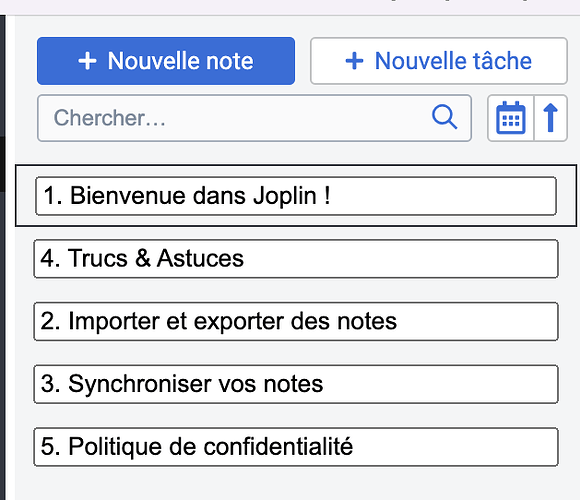 + Nouvelle note
+ Nouvelle tâche
Chercher...
1. Bienvenue dans Joplin !
4. Trucs & Astuces
2. Importer et exporter des notes
3. Synchroniser vos notes
5. Politique de confidentialité